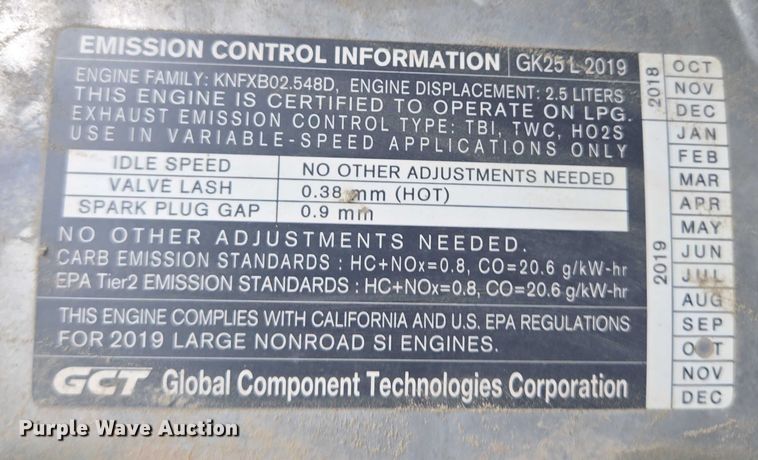 EMISSION CONTROL INFORMATION GK25 L 2019
ENGINE FAMILY: KNFXB02.548D, ENGINE DISPLACEMENT: 2.5 LITERS
THIS ENGINE IS CERTIFIED TO OPERATE ON LPG.
EXHAUST EMISSION CONTROL TYPE: TBI, TWC, HO2S
USE IN VARIABLE-SPEED APPLICATIONS ONLY
IDLE SPEED NO OTHER ADJUSTMENTS NEEDED
VALVE LASH 0.38 mm (HOT)
SPARK PLUG GAP 0.9 mm
NO OTHER ADJUSTMENTS NEEDED.
CARB EMISSION STANDARDS : HC+NOx=0.8, CO=20.6 g/kW-hr
EPA Tier2 EMISSION STANDARDS : HC+NOx=0.8, CO=20.6 g/kW-hr
THIS ENGINE COMPLIES WITH CALIFORNIA AND U.S. EPA REGULATIONS
FOR 2019 LARGE NONROAD SI ENGINES.
GCT Global Component Technologies Corporation
2018
OCT
NOV
DEC
2019
JAN
FEB
MAR
APR
MAY
JUN
JUL
AUG
SEP
OCT
NOV
DEC
Purple Wave Auction